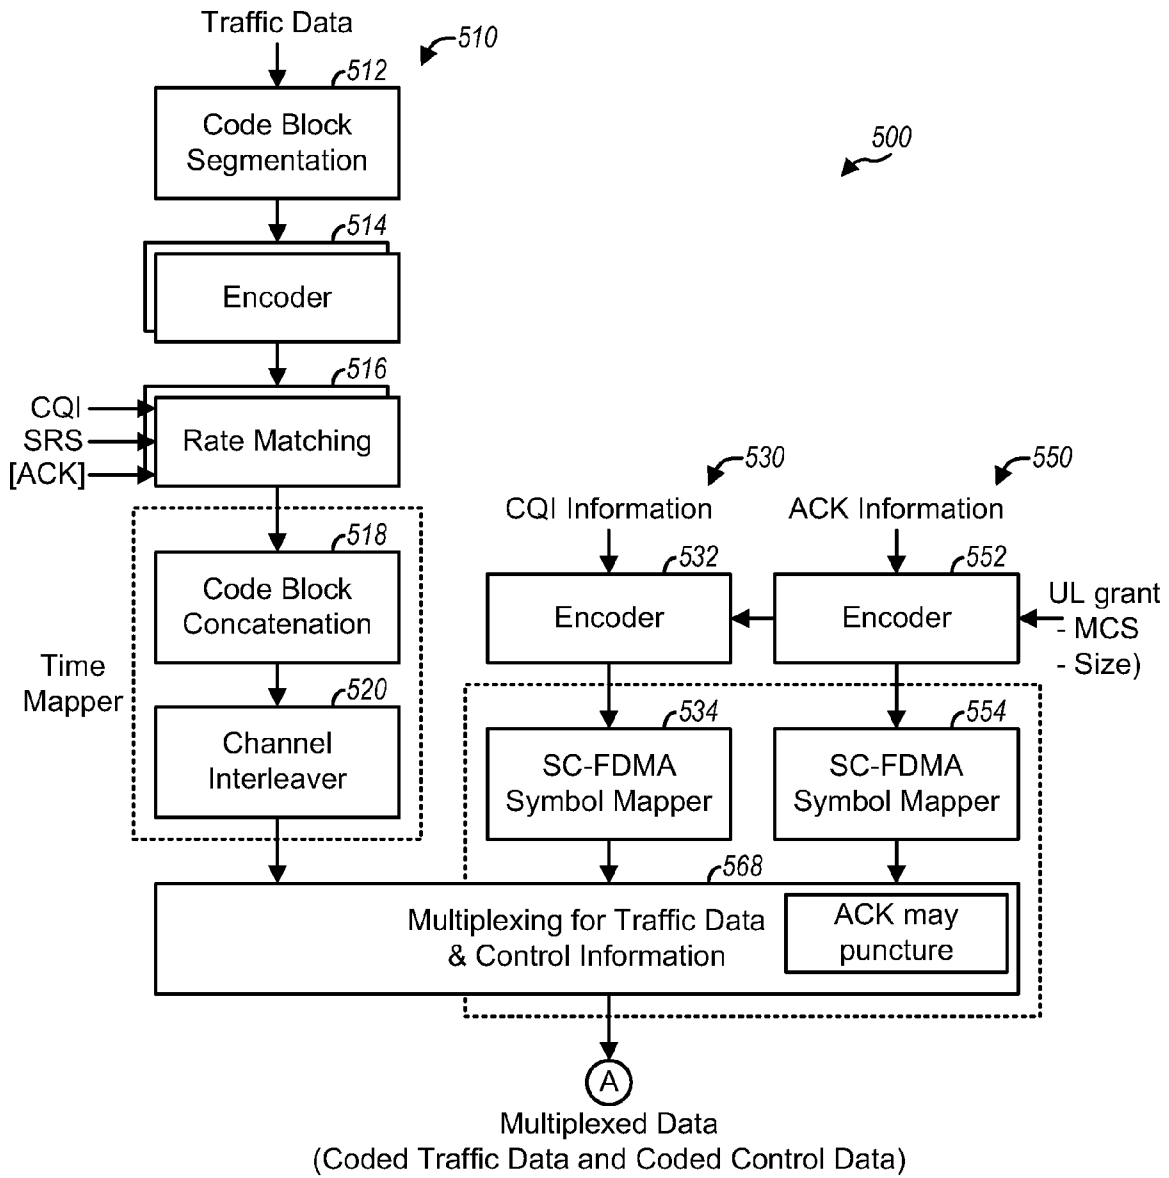 Traffic Data
510
512
Code Block
Segmentation
500
514
Encoder
516
CQI
SRS
[ACK]
Rate Matching
530
550
CQI Information
ACK Information
518
Code Block
Concatenation
532
Encoder
552
Encoder
UL grant
- MCS
- Size)
Time
Mapper
520
Channel
Interleaver
534
SC-FDMA
Symbol Mapper
554
SC-FDMA
Symbol Mapper
568
Multiplexing for Traffic Data
& Control Information
ACK may
puncture
A
Multiplexed Data
(Coded Traffic Data and Coded Control Data)